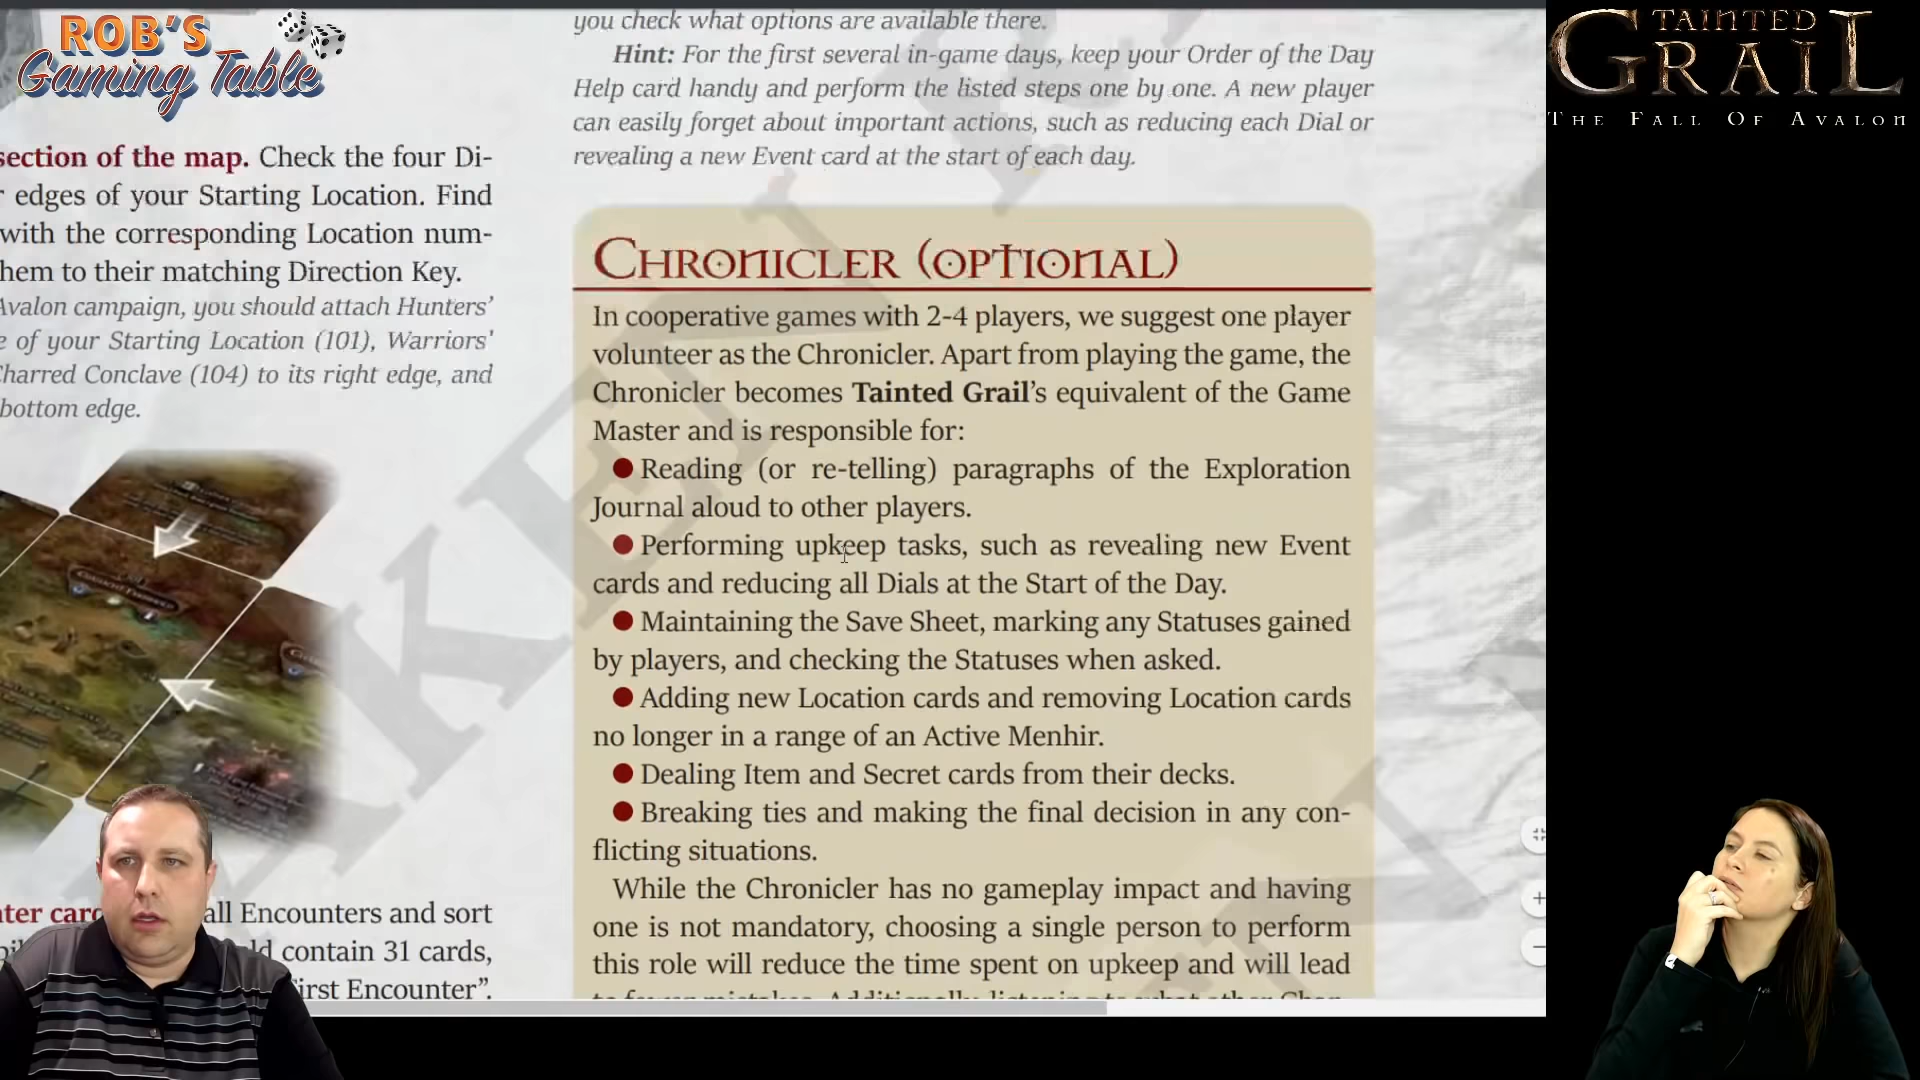 ROB'S
Gaming Table
TAINTED
GRAIL
THE FALL OF AVALON
section of the map. Check the four Di-
edges of your Starting Location. Find
with the corresponding Location num-
hem to their matching Direction Key.
Avalon campaign, you should attach Hunters'
e of your Starting Location (101), Warriors'
Charred Conclave (104) to its right edge, and
bottom edge.
all Encounters and sort
ld contain 31 cards,
First Encounter”.
you check what options are available there.
Hint: For the first several in-game days, keep your Order of the Day
Help card handy and perform the listed steps one by one. A new player
can easily forget about important actions, such as reducing each Dial or
revealing a new Event card at the start of each day.
CHRONICLER (OPTIONAL)
In cooperative games with 2-4 players, we suggest one player
volunteer as the Chronicler. Apart from playing the game, the
Chronicler becomes Tainted Grail's equivalent of the Game
Master and is responsible for:
● Reading (or re-telling) paragraphs of the Exploration
Journal aloud to other players.
● Performing upkeep tasks, such as revealing new Event
cards and reducing all Dials at the Start of the Day.
● Maintaining the Save Sheet, marking any Statuses gained
by players, and checking the Statuses when asked.
● Adding new Location cards and removing Location cards
no longer in a range of an Active Menhir.
● Dealing Item and Secret cards from their decks.
● Breaking ties and making the final decision in any con-
flicting situations.
While the Chronicler has no gameplay impact and having
one is not mandatory, choosing a single person to perform
this role will reduce the time spent on upkeep and will lead